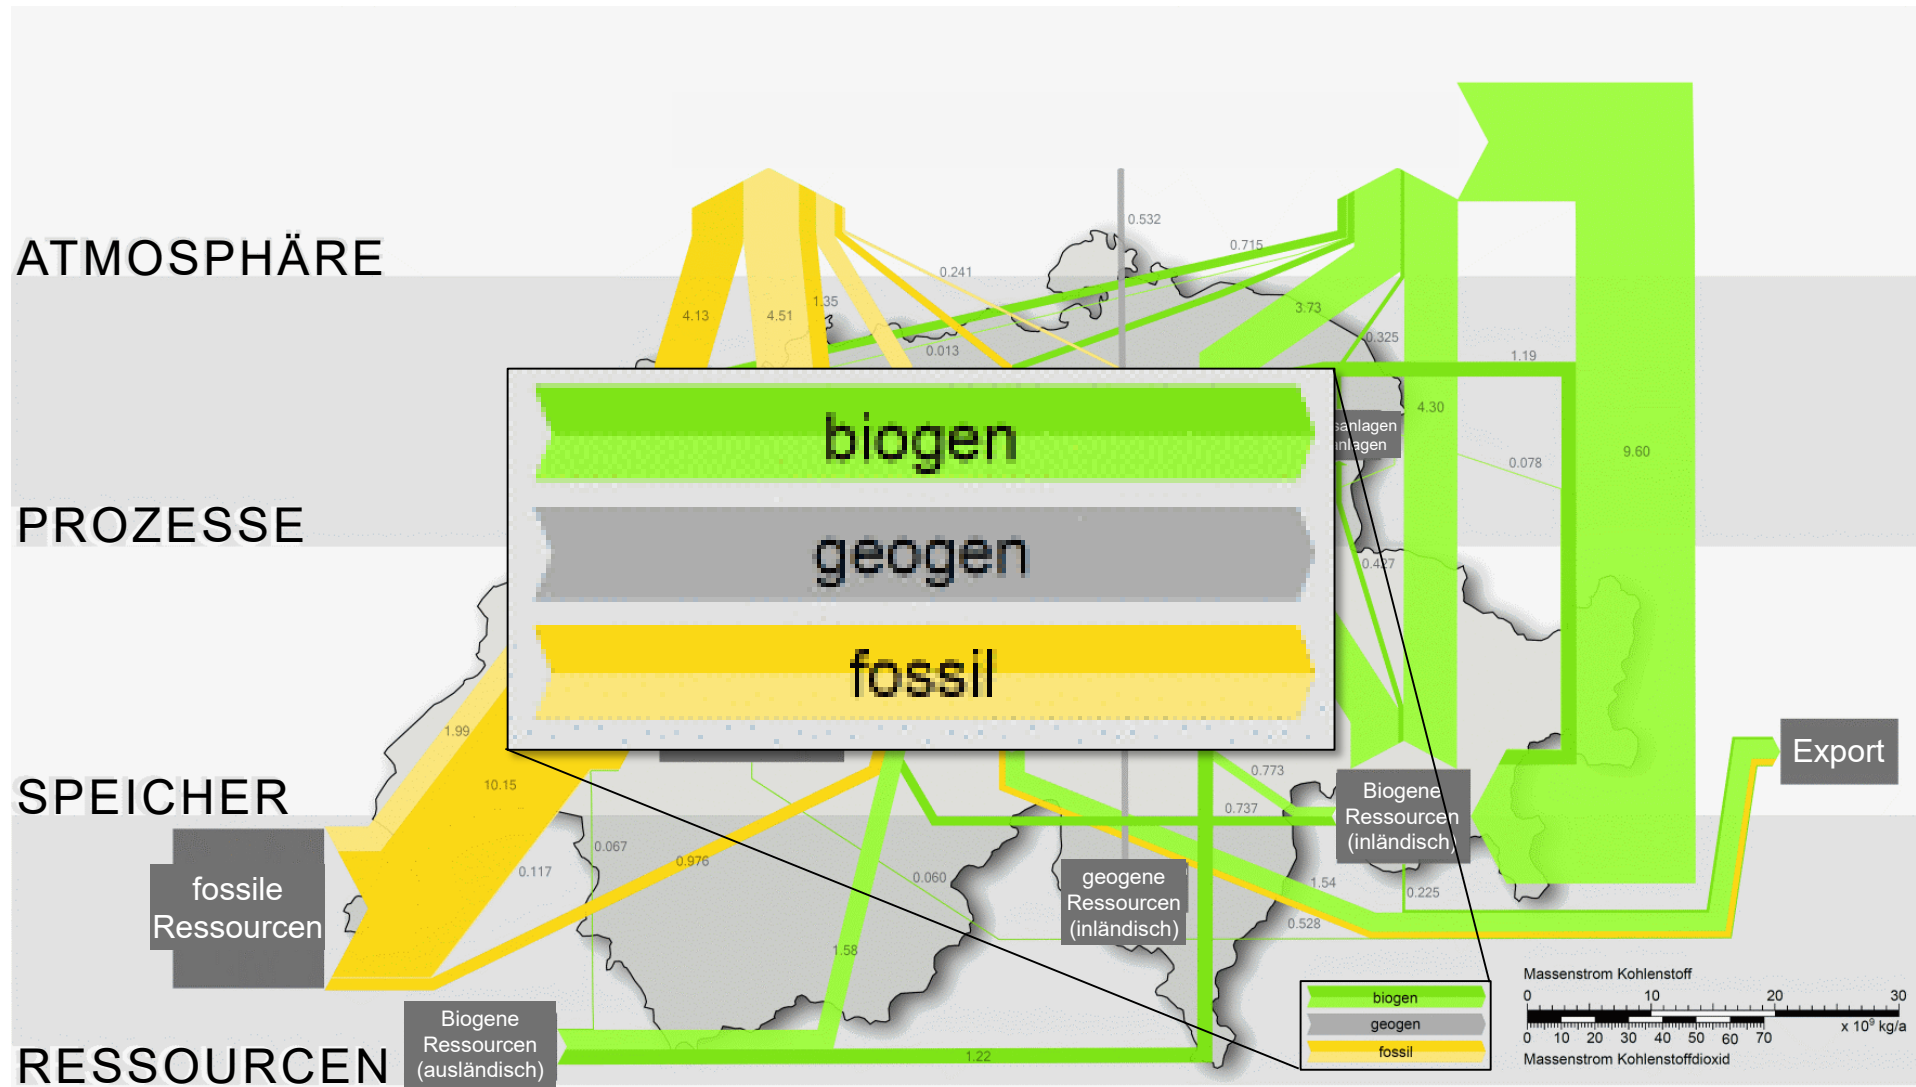 0.532
0.715
ATMOSPHÄRE
0.241
1.35
4.13
4.51
3.73
0.325
0.013
1.19
biogen
4.30
sanlagen
nlagen
9.60
0.078
PROZESSE
geogen
0.427
fossil
1.99
Export
0.773
10.15
SPEICHER
0.737
Biogene
Ressourcen
(inländisch)
0.067
0.976
0.117
0.060
geogene
Ressourcen
(inländisch)
1.54
0.225
fossile
Ressourcen
0.528
1.58
Massenstrom Kohlenstoff
0 10 20 30
x 10⁹ kg/a
0 10 20 30 40 50 60 70
Massenstrom Kohlenstoffdioxid
biogen
geogen
fossil
Biogene
Ressourcen
(ausländisch)
RESSOURCEN
1.22